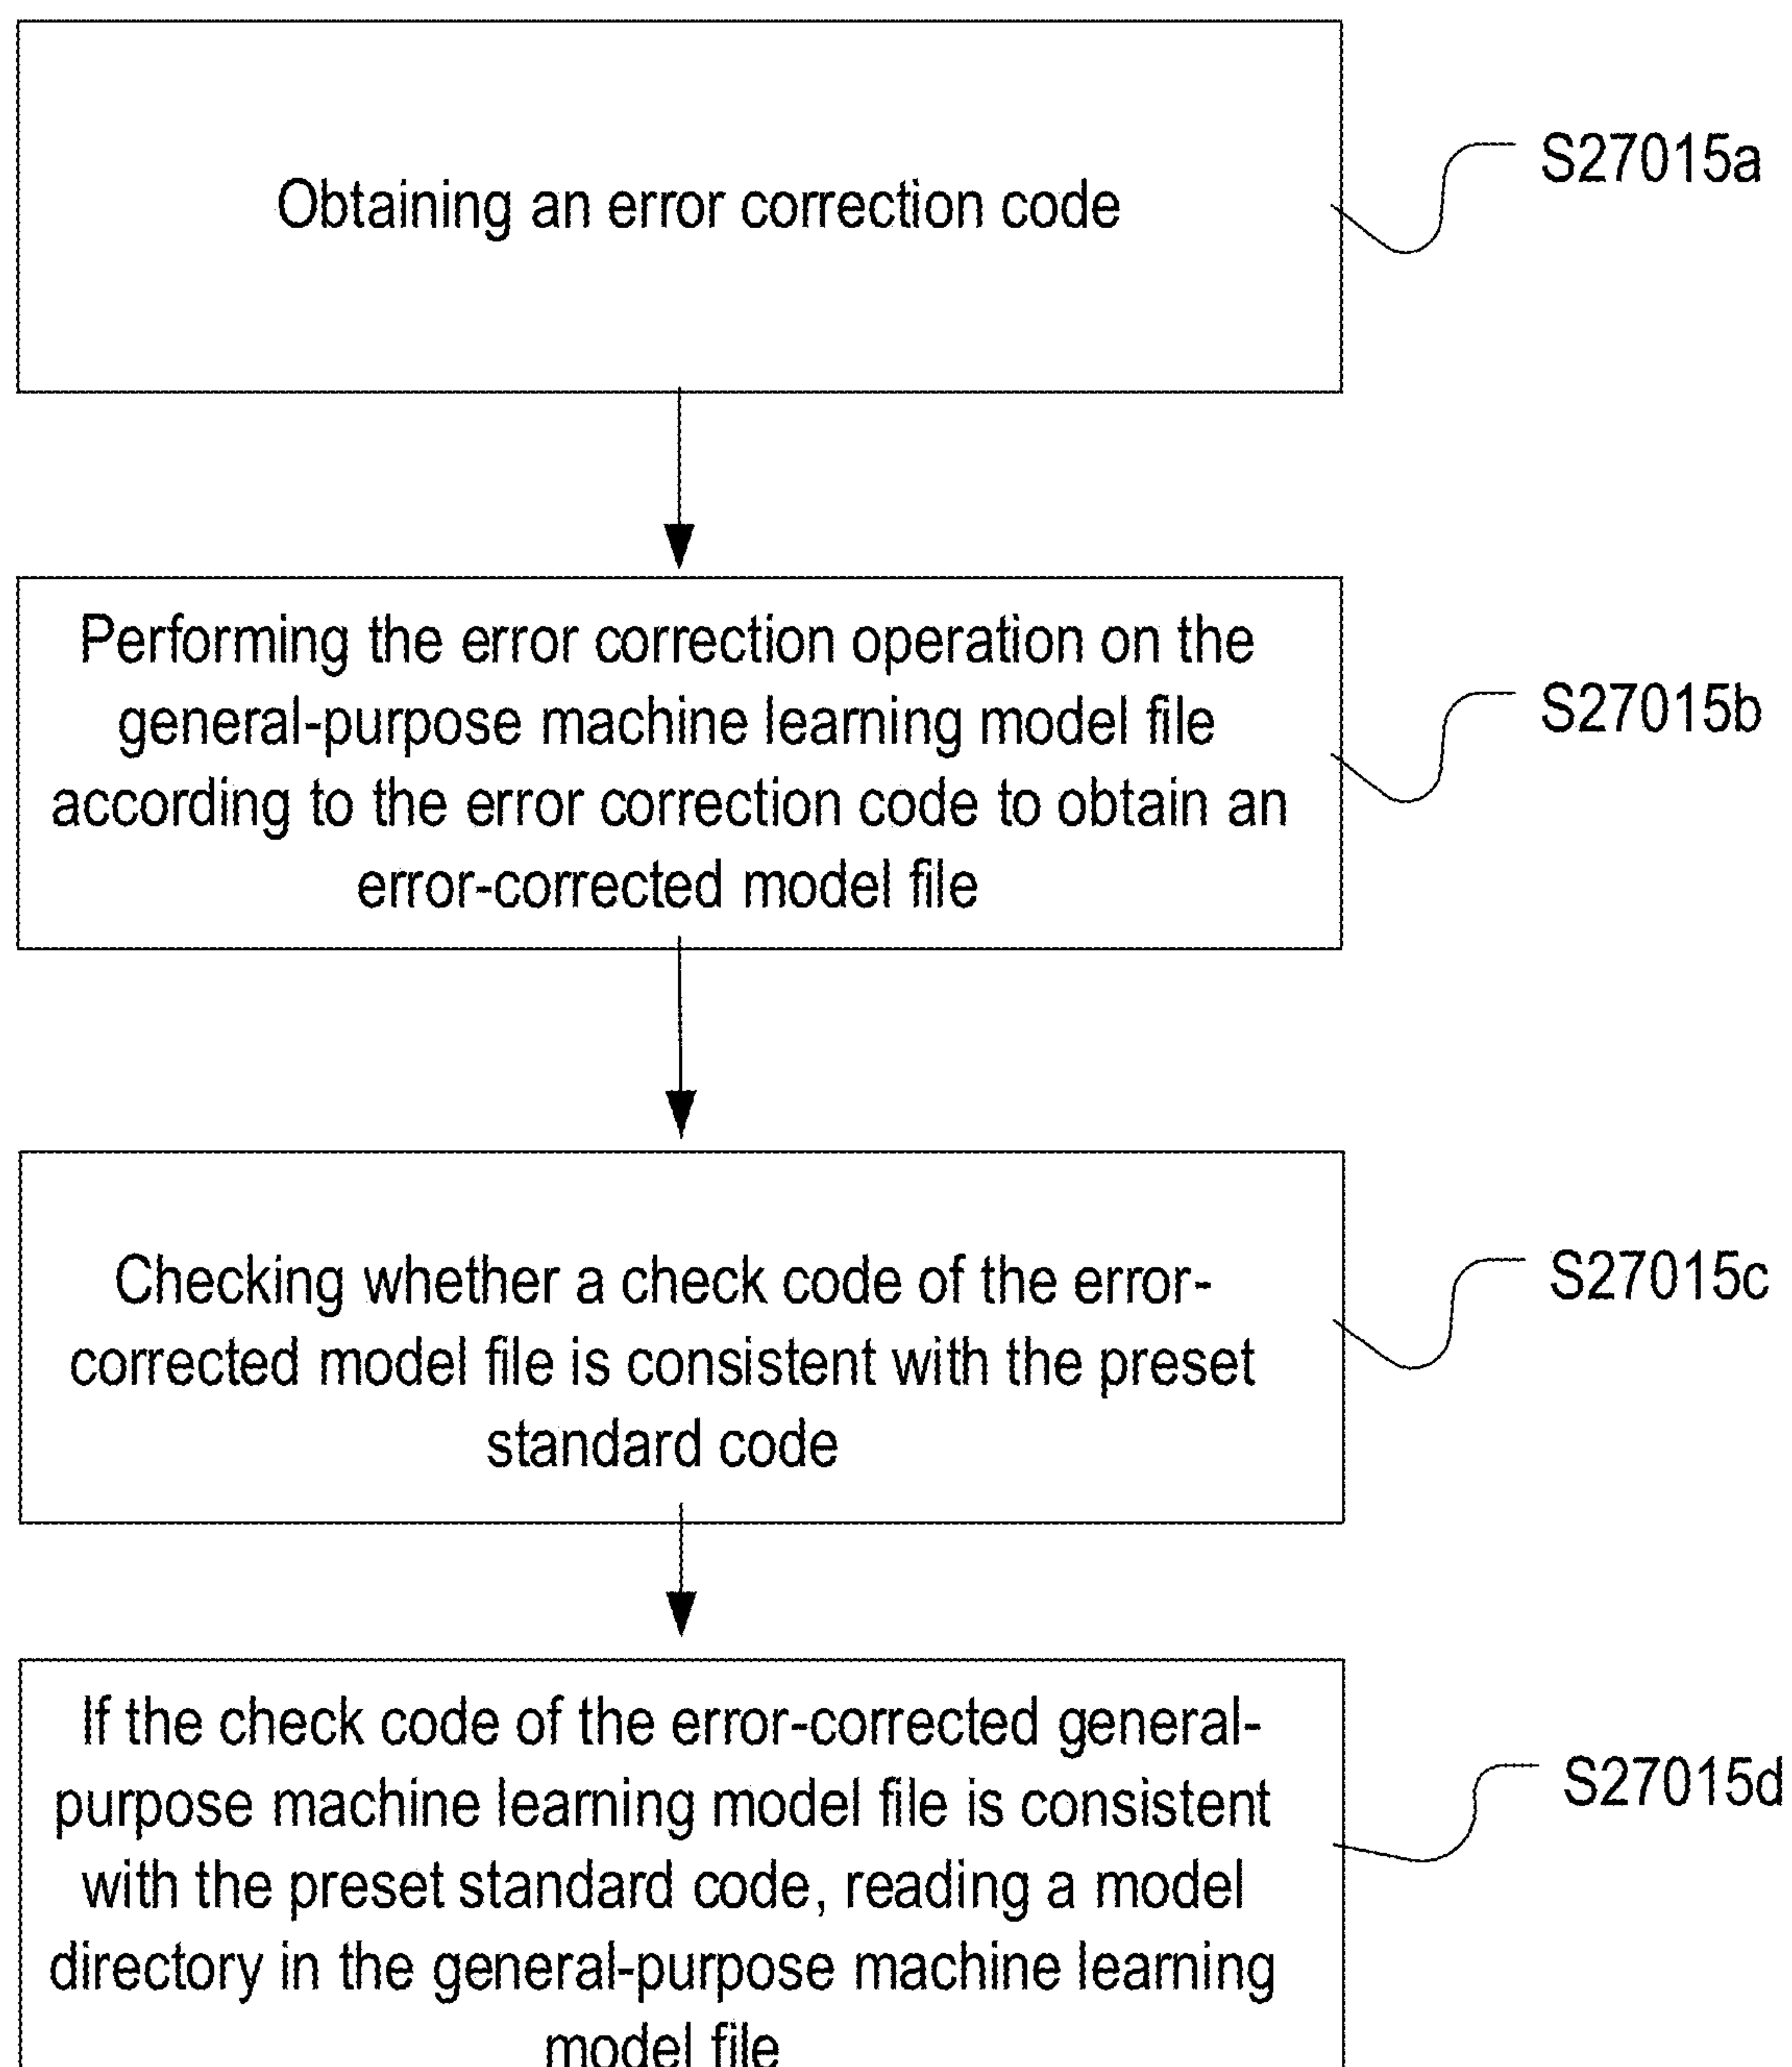 Obtaining an error correction code
S27015a
Performing the error correction operation on the
general-purpose machine learning model file
according to the error correction code to obtain an
error-corrected model file
S27015b
Checking whether a check code of the error-
corrected model file is consistent with the preset
standard code
S27015c
If the check code of the error-corrected general-
purpose machine learning model file is consistent
with the preset standard code, reading a model
directory in the general-purpose machine learning
model file
S27015d